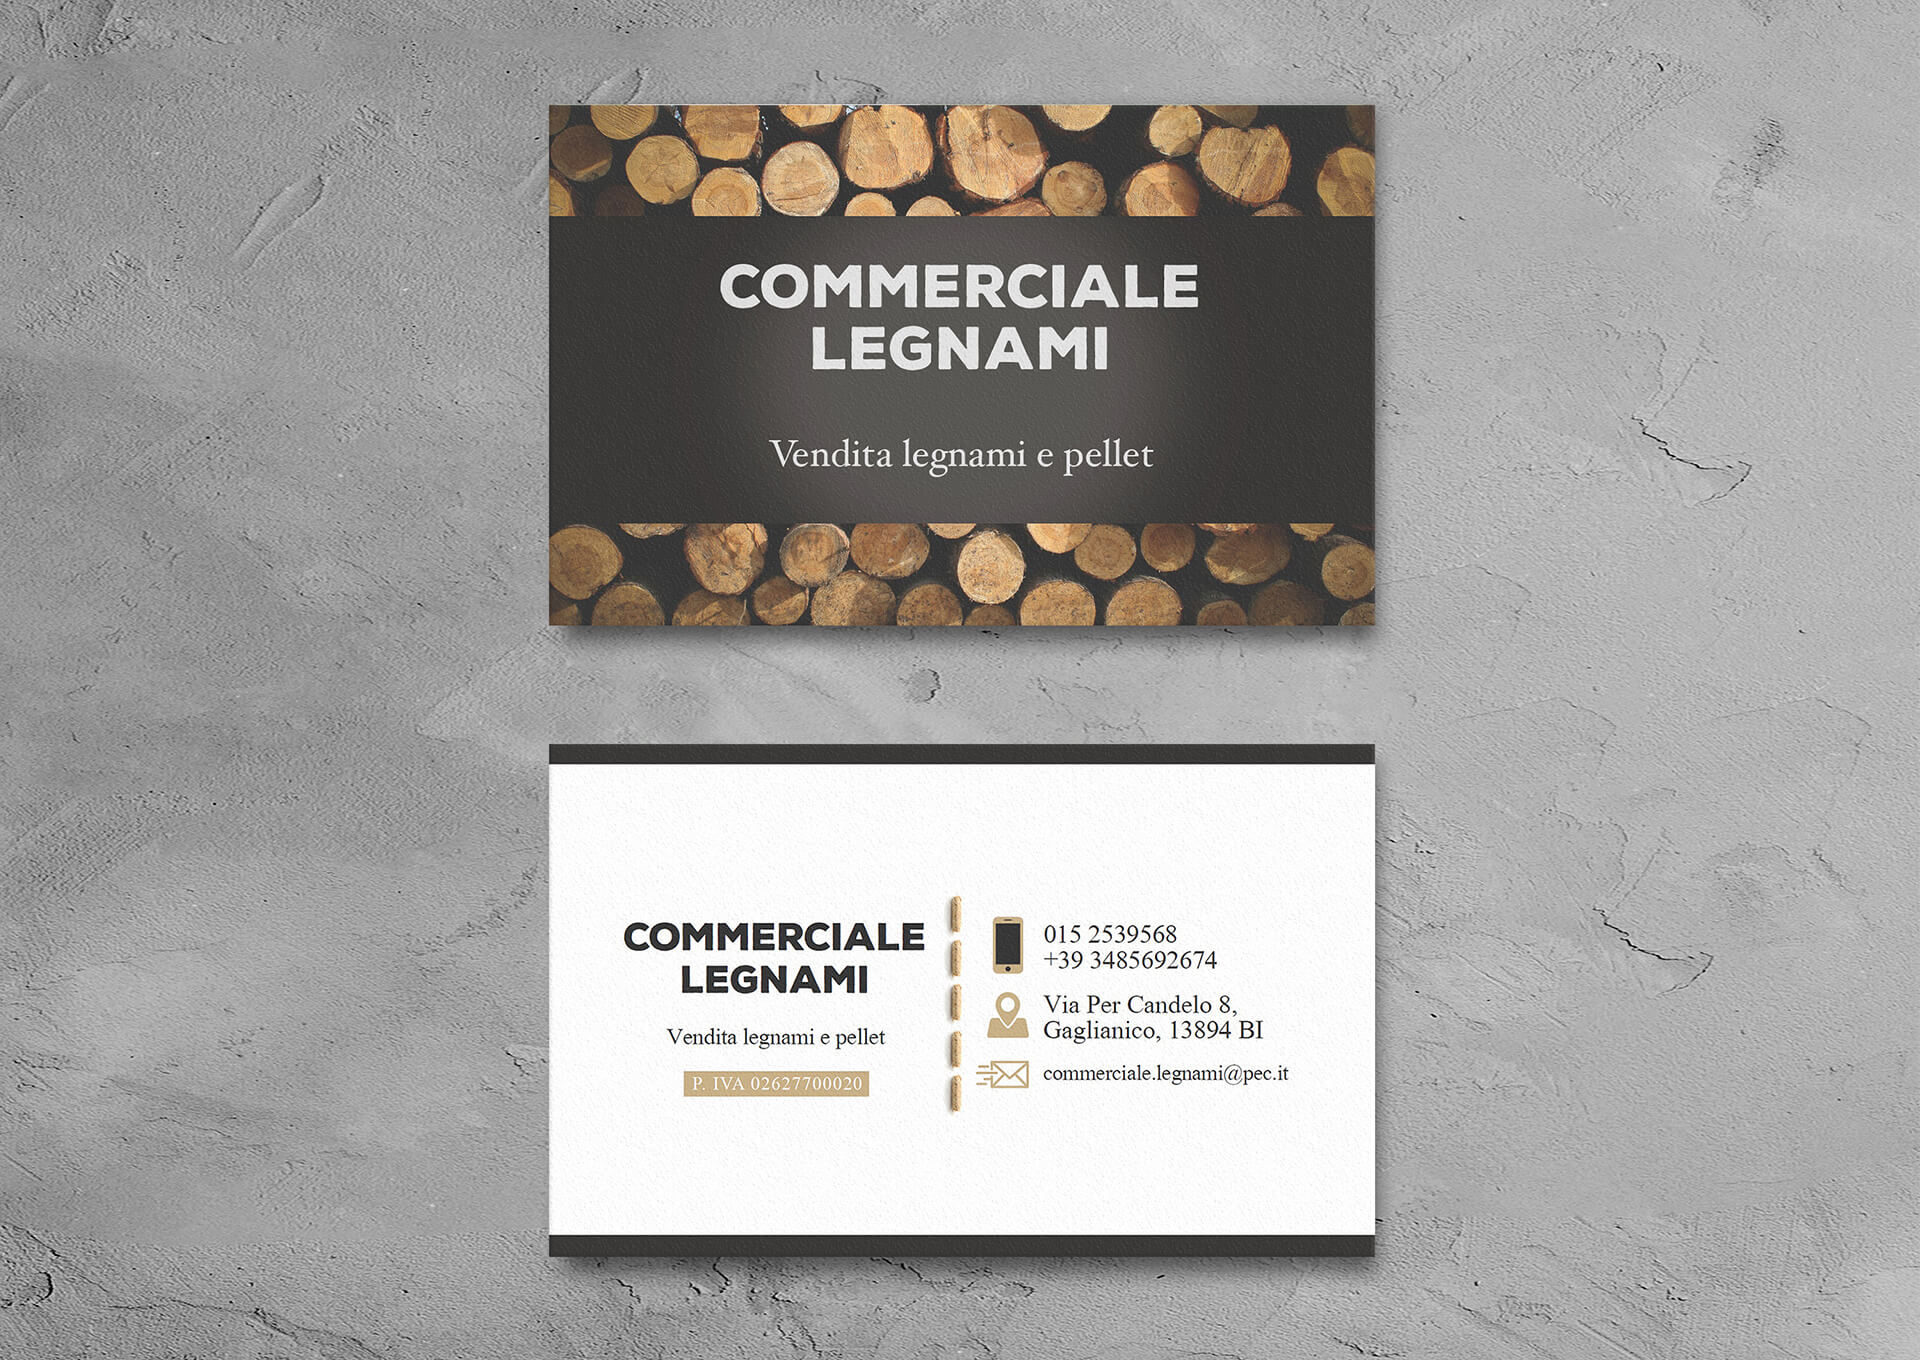 COMMERCIALE
LEGNAMI
Vendita legnami e pellet
COMMERCIALE
LEGNAMI
Vendita legnami e pellet
P. IVA 02627700020
015 2539568
+39 3485692674
Via Per Candelo 8,
Gaglianico, 13894 BI
commerciale.legnami@pec.it